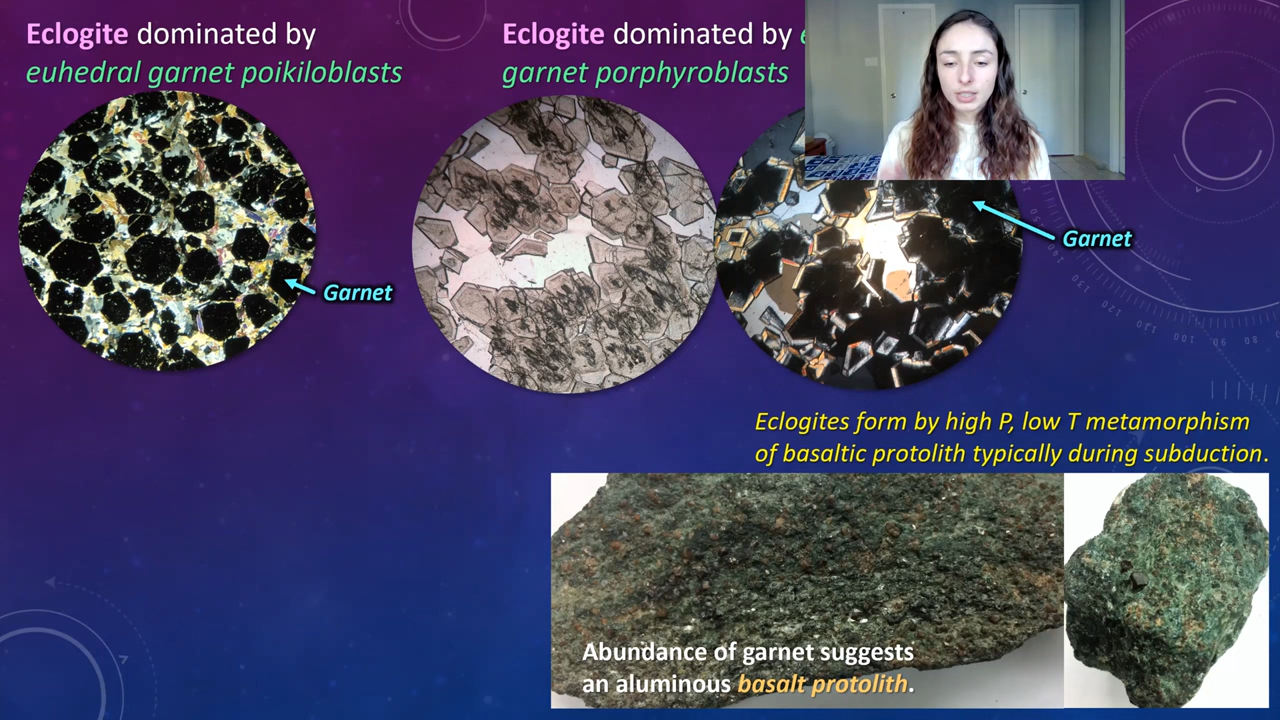 Eclogite dominated by
euhedral garnet poikiloblasts
Eclogite dominated by
garnet porphyroblasts
Garnet
Garnet
Eclogites form by high P, low T metamorphism
of basaltic protolith typically during subduction.
Abundance of garnet suggests
an aluminous basalt protolith.